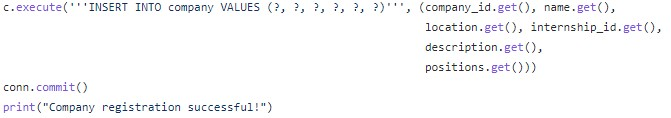 c.execute('''INSERT INTO company VALUES (?, ?, ?, ?, ?, ?)''', (company_id.get(), name.get(),
location.get(), internship_id.get(),
description.get(),
positions.get()))
conn.commit()
print("Company registration successful!")